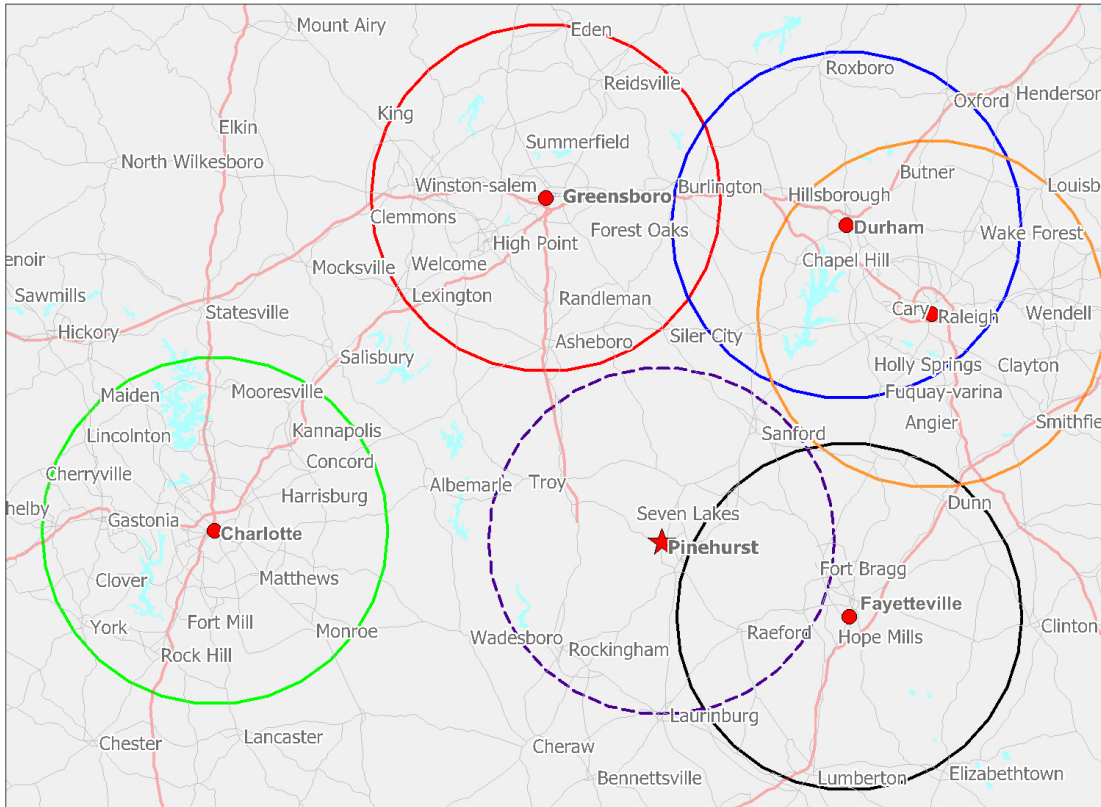 Mount Airy
Eden
Roxboro
Reidsville
Henderson
Oxford
King
Elkin
Summerfield
North Wilkesboro
Butner
Winston-salem
Burlington
Hillsborough
Louisb
Greensboro
Clemmons
Forest Oaks
Durham
Wake Forest
High Point
enoir
Mocksville
Welcome
Chapel Hill
Sawmills
Lexington
Randleman
Statesville
Cary
Raleigh
Wendell
Hickory
Asheboro
Siler City
Salisbury
Holly Springs
Clayton
Maiden
Mooresville
Fuquay-varina
Lincolnton
Kannapolis
Sanford
Angier
Smithfie
Concord
Cherryville
Harrisburg
Albemarle
Troy
helby
Dunn
Gastonia
Seven Lakes
Charlotte
Pinehurst
Clover
Matthews
Fort Bragg
Fayetteville
York
Fort Mill
Monroe
Wadesboro
Raeford
Hope Mills
Clinton
Rock Hill
Rockingham
Laurinburg
Chester
Lancaster
Cheraw
Bennettsville
Lumberton
Elizabethtown